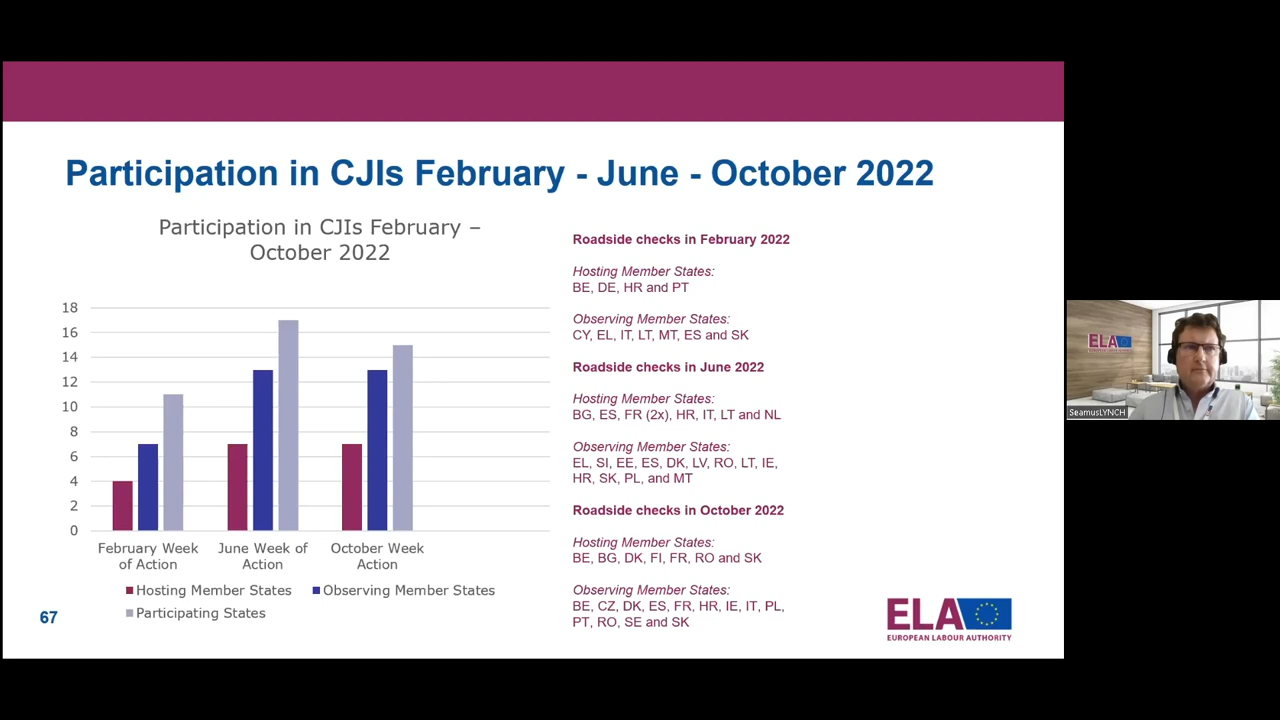 Participation in CJIs February - June - October 2022
Participation in CJIs February –
October 2022
18
16
14
12
10
8
6
4
2
0
February Week
of Action
June Week of
Action
October Week
Action
Hosting Member States
Observing Member States
Participating States
67
Roadside checks in February 2022
Hosting Member States:
BE, DE, HR and PT
Observing Member States:
CY, EL, IT, LT, MT, ES and SK
Roadside checks in June 2022
Hosting Member States:
BG, ES, FR (2x), HR, IT, LT and NL
Observing Member States:
EL, SI, EE, ES, DK, LV, RO, LT, IE,
HR, SK, PL, and MT
Roadside checks in October 2022
Hosting Member States:
BE, BG, DK, FI, FR, RO and SK
Observing Member States:
BE, CZ, DK, ES, FR, HR, IE, IT, PL,
PT, RO, SE and SK
ELA
EUROPEAN LABOUR AUTHORITY
ELA
EUROPEAN LABOUR AUTHORITY
SeamusLYNCH